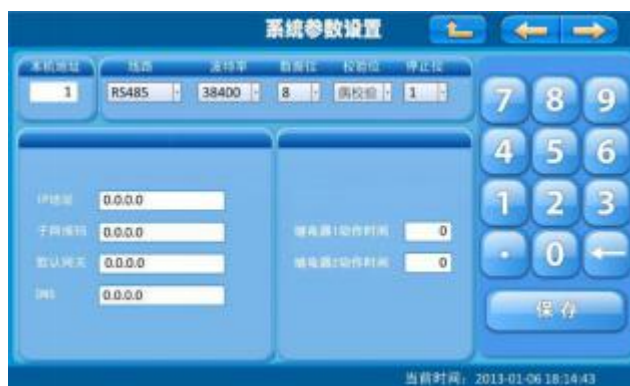 系统参数设置
本机地址 线路 波特率 数据位 校验位 停止位
1 RS485 38400 8 偶校验 1
7 8 9
4 5 6
1 2 3
. 0 ←
IP地址 0.0.0.0
子网掩码 0.0.0.0
默认网关 0.0.0.0
DNS 0.0.0.0
继电器1动作时间 0
继电器2动作时间 0
保存
当前时间: 2013-01-06 18:14:43